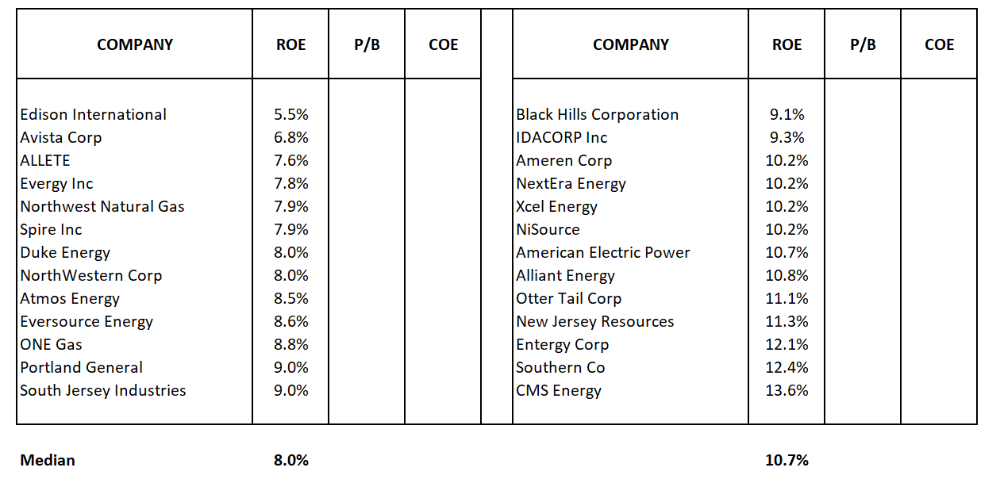 COMPANY ROE P/B COE COMPANY ROE P/B COE
Edison International 5.5% Black Hills Corporation 9.1%
Avista Corp 6.8% IDACORP Inc 9.3%
ALLETE 7.6% Ameren Corp 10.2%
Evergy Inc 7.8% NextEra Energy 10.2%
Northwest Natural Gas 7.9% Xcel Energy 10.2%
Spire Inc 7.9% NiSource 10.2%
Duke Energy 8.0% American Electric Power 10.7%
NorthWestern Corp 8.0% Alliant Energy 10.8%
Atmos Energy 8.5% Otter Tail Corp 11.1%
Eversource Energy 8.6% New Jersey Resources 11.3%
ONE Gas 8.8% Entergy Corp 12.1%
Portland General 9.0% Southern Co 12.4%
South Jersey Industries 9.0% CMS Energy 13.6%
Median 8.0% 10.7%